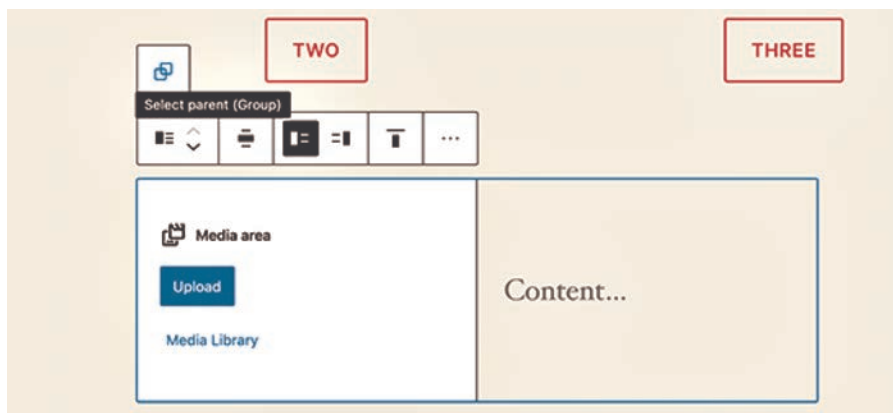 TWO
THREE
Select parent (Group)
Media area
Upload
Content...
Media Library